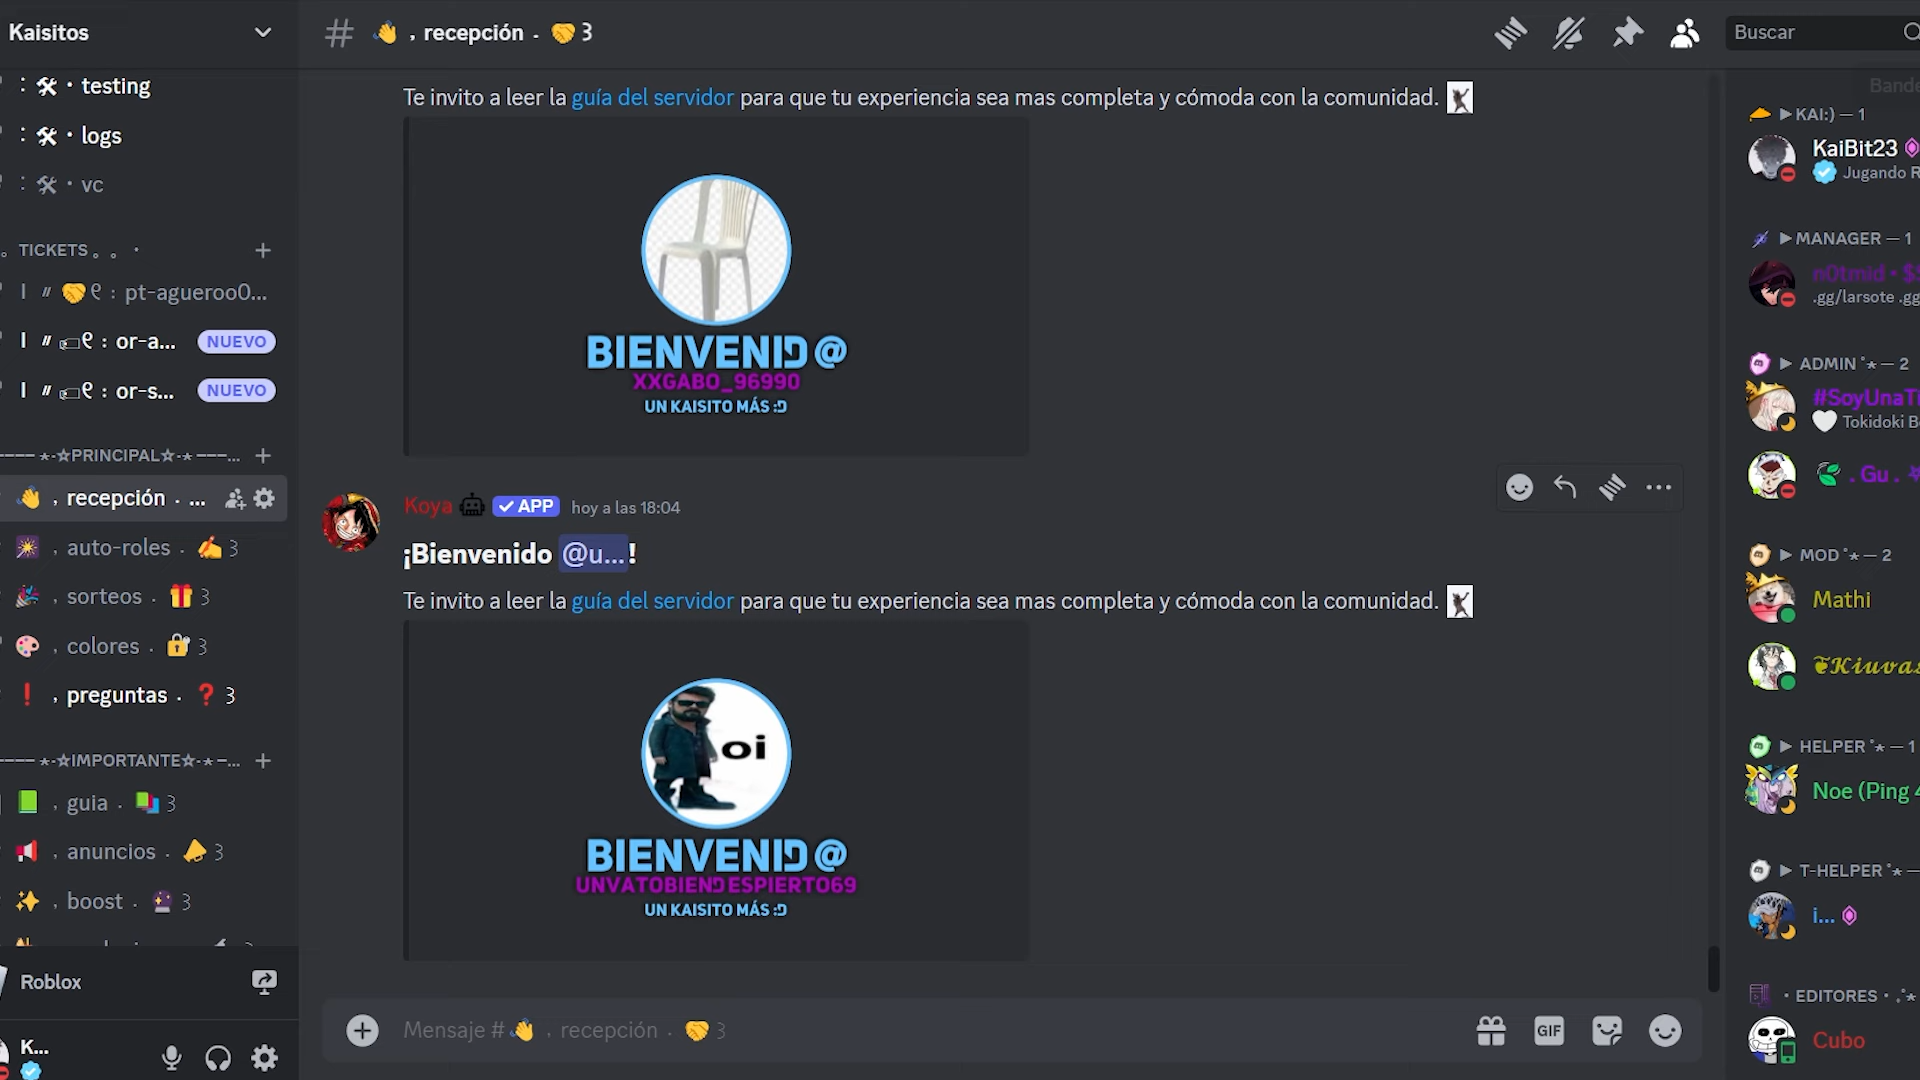 Kaisitos
: 🛠 · testing
: 🛠 · logs
: 🛠 · vc
TICKETS
pt-agueroo0...
or-a... NUEVO
or-s... NUEVO
---- ⋆-☆PRINCIPAL☆-⋆ ---...
👋 , recepción . ...
, auto-roles . ✍ 3
, sorteos . 🎁 3
🎨 , colores . 🔐 3
❗ , preguntas . ❓ 3
---- ⋆-☆IMPORTANTE☆-⋆ -...
📗 , guia . 3
📢 , anuncios . 3
✨ , boost . 🔮 3
Roblox
K...
# 👋 , recepción . 🤝 3
Te invito a leer la guía del servidor para que tu experiencia sea mas completa y cómoda con la comunidad.
BIENVENID@
XXGABO_96990
UN KAISITO MÁS :D
Koya ✓ APP hoy a las 18:04
¡Bienvenido @u...!
Te invito a leer la guía del servidor para que tu experiencia sea mas completa y cómoda con la comunidad.
oi
BIENVENID@
UNVATOBIENDESPIERTO69
UN KAISITO MÁS :D
Mensaje # 👋 , recepción . 🤝 3
GIF
Buscar
Bande
▶ KAI:) — 1
KaiBit23
Jugando R
▶ MANAGER — 1
n0tmid • $
.gg/larsote .gg
▶ ADMIN ˚⋆ — 2
#SoyUnaT
Tokidoki B
. Gu .
▶ MOD ˚⋆ — 2
Mathi
Kiuvas
▶ HELPER ˚⋆ — 1
Noe (Ping 4
▶ T-HELPER ˚⋆ —
i...
· EDITORES ·
Cubo